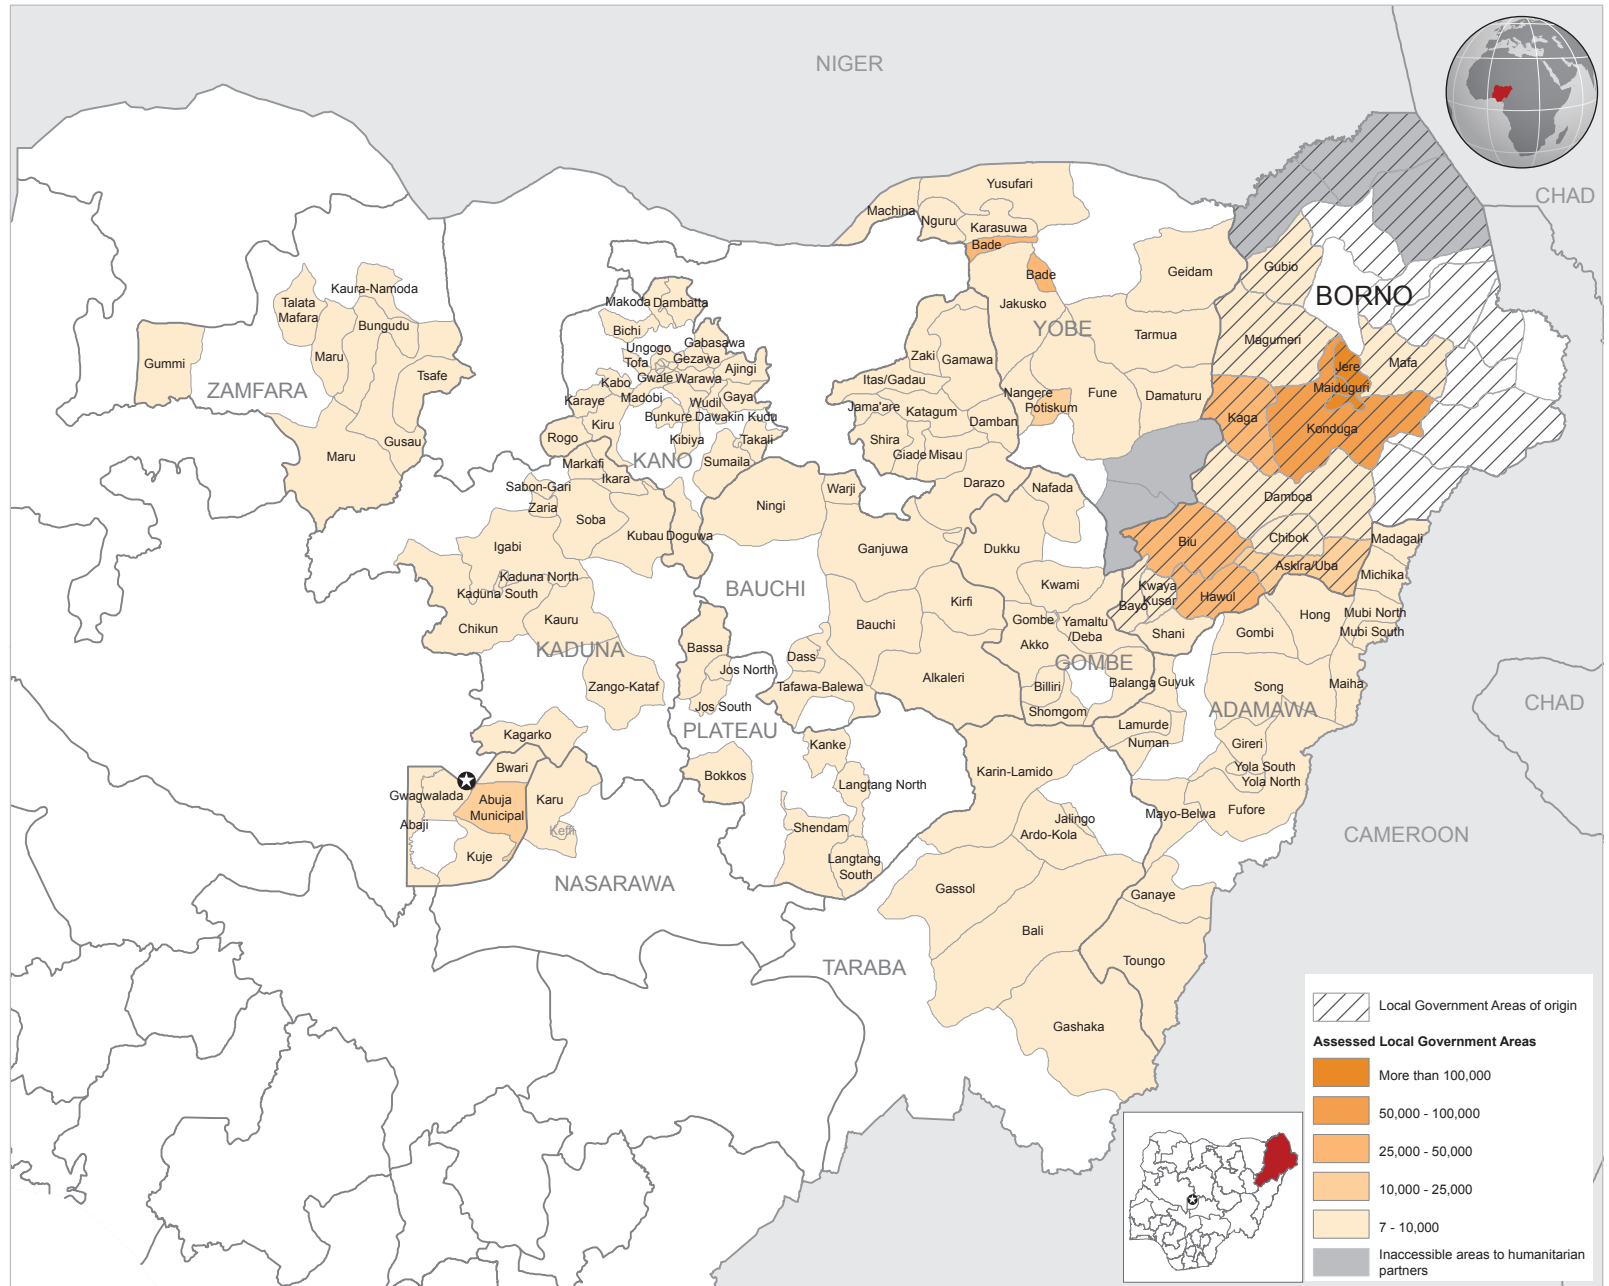 NIGER
CHAD
Yusufari
Machina
Nguru
Karasuwa
Bade
Bade
Geidam
Gubio
BORNO
Jakusko
YOBE
Tarmua
Magumeri
Mafa
Jere
Maiduguri
Kaga
Konduga
Talata
Mafara
Kaura-Namoda
Bungudu
Maru
Gummi
Tsafe
ZAMFARA
Gusau
Maru
Makoda
Dambatta
Bichi
Ungogo
Gabasawa
Tofa
Gezawa
Ajingi
Gwale
Warawa
Kabo
Madobi
Karaye
Wudil
Gaya
Bunkure
Dawakin Kudu
Kiru
Rogo
Kibiya
Takali
KANO
Sumaila
Markafi
Ikara
Sabon-Gari
Zaria
Soba
Kubau
Doguwa
Igabi
Kaduna North
Kaduna South
Chikun
Kauru
KADUNA
Zango-Kataf
Kagarko
Zaki
Gamawa
Itas/Gadau
Jama'are
Katagum
Damban
Shira
Giade
Misau
Nangere
Potiskum
Fune
Damaturu
Darazo
Nafada
Ningi
Warji
Ganjuwa
Dukku
BAUCHI
Kwami
Kirfi
Bauchi
Gombe
Yamaltu
/Deba
Akko
GOMBE
Dass
Alkaleri
Billiri
Balanga
Tafawa-Balewa
Shomgom
Damboa
Biu
Chibok
Madagali
Askira/Uba
Michika
Kwaya
Kusar
Bayo
Hawul
Shani
Gombi
Hong
Mubi North
Mubi South
Guyuk
Song
Maiha
ADAMAWA
Lamurde
Numan
Gireri
Yola South
Yola North
Mayo-Belwa
Fufore
Bassa
Jos North
Jos South
PLATEAU
Bokkos
Kanke
Langtang North
Shendam
Langtang
South
Bwari
Gwagwalada
Abuja
Municipal
Karu
Abaji
Keffi
Kuje
NASARAWA
Karin-Lamido
Jalingo
Ardo-Kola
Gassol
Bali
Ganaye
Toungo
TARABA
Gashaka
CHAD
CAMEROON
Local Government Areas of origin
Assessed Local Government Areas
More than 100,000
50,000 - 100,000
25,000 - 50,000
10,000 - 25,000
7 - 10,000
Inaccessible areas to humanitarian
partners